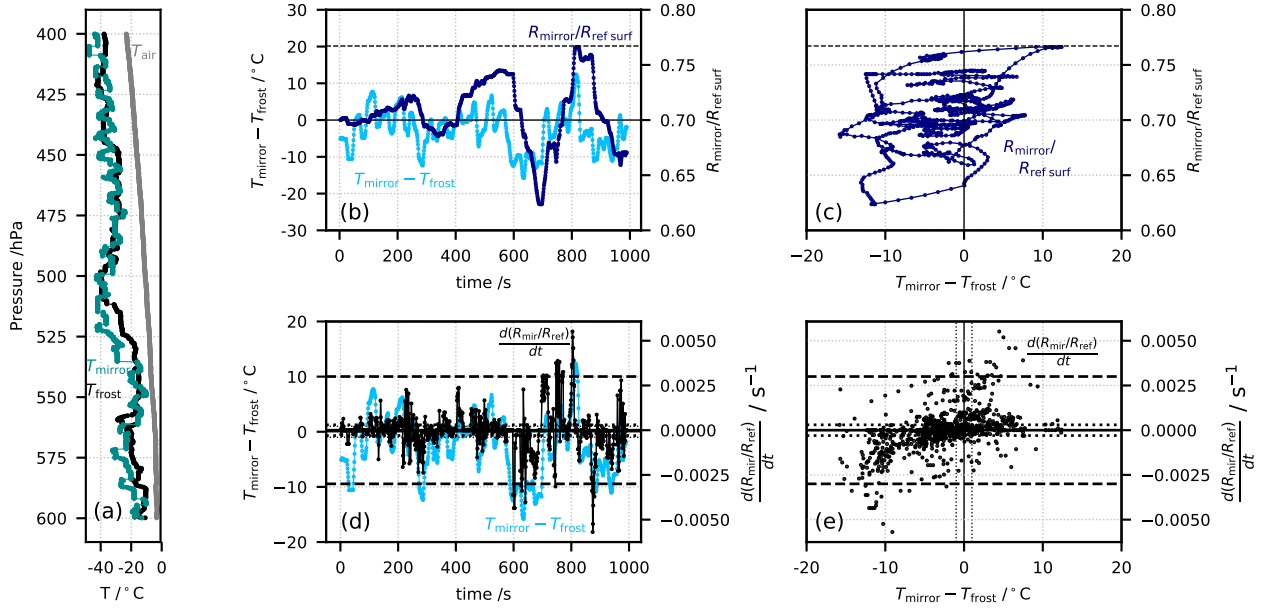 400
425
450
475
500
525
550
575
600
Pressure /hPa
−40
−20
0
T / °C
T_air
T_mirror
T_frost
(a)
30
20
10
0
−10
−20
−30
T_mirror − T_frost / °C
0
200
400
600
800
1000
time /s
0.80
0.75
0.70
0.65
0.60
R_mirror/R_ref surf
R_mirror/R_ref surf
T_mirror − T_frost
(b)
−20
−10
0
10
20
T_mirror − T_frost / °C
0.80
0.75
0.70
0.65
0.60
R_mirror/R_ref surf
R_mirror/
R_ref surf
(c)
20
10
0
−10
−20
T_mirror − T_frost / °C
0
200
400
600
800
1000
time /s
0.0050
0.0025
0.0000
−0.0025
−0.0050
d(R_mir/R_ref)/dt / s⁻¹
d(R_mir/R_ref)
dt
T_mirror − T_frost
(d)
−20
−10
0
10
20
T_mirror − T_frost / °C
0.0050
0.0025
0.0000
−0.0025
−0.0050
d(R_mir/R_ref)/dt / s⁻¹
d(R_mir/R_ref)
dt
(e)